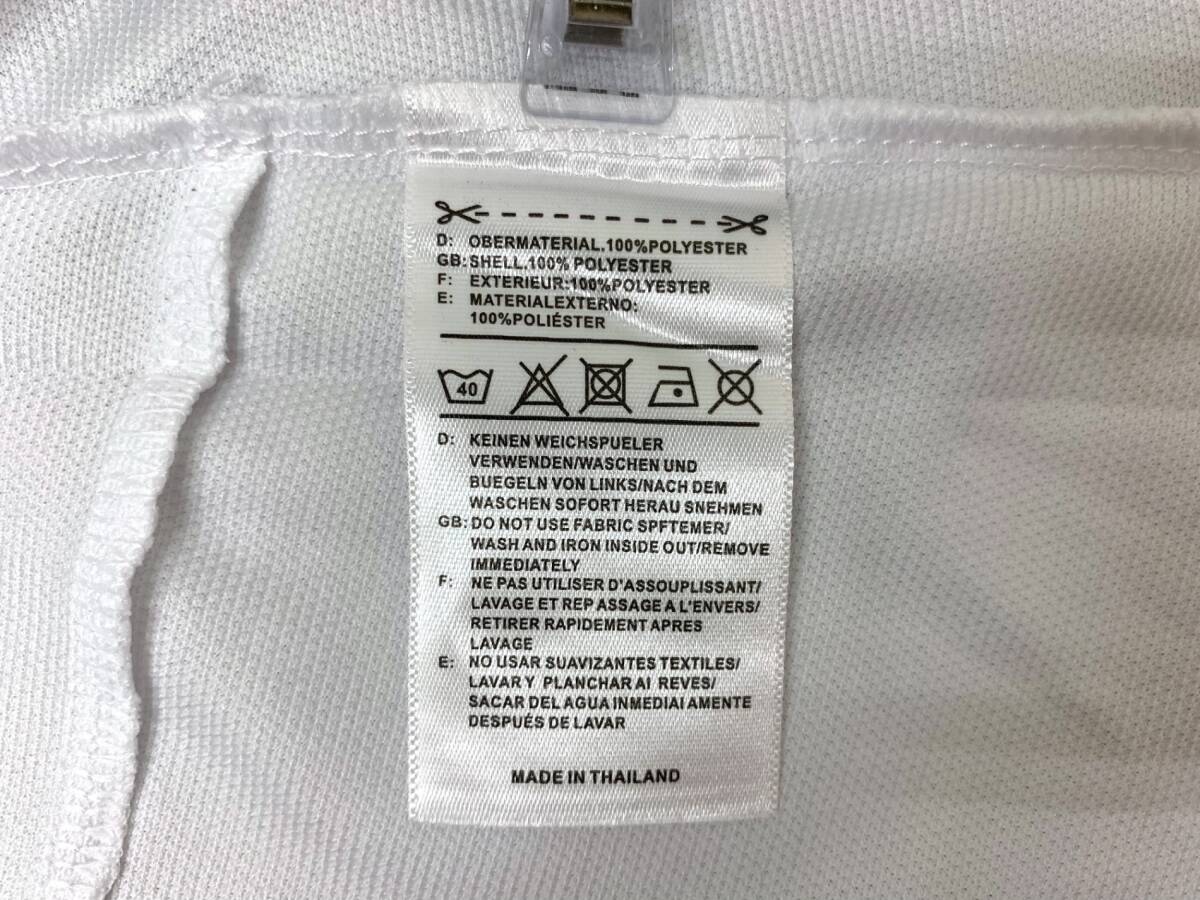 D: OBERMATERIAL.100%POLYESTER
GB: SHELL.100% POLYESTER
F: EXTERIEUR:100%POLYESTER
E: MATERIALEXTERNO:
100%POLIÉSTER
40
D: KEINEN WEICHSPUELER
VERWENDEN/WASCHEN UND
BUEGELN VON LINKS/NACH DEM
WASCHEN SOFORT HERAU SNEHMEN
GB: DO NOT USE FABRIC SPFTEMER/
WASH AND IRON INSIDE OUT/REMOVE
IMMEDIATELY
F: NE PAS UTILISER D'ASSOUPLISSANT/
LAVAGE ET REP ASSAGE A L'ENVERS/
RETIRER RAPIDEMENT APRES
LAVAGE
E: NO USAR SUAVIZANTES TEXTILES/
LAVAR Y PLANCHAR AI REVES/
SACAR DEL AGUA INMEDIAI AMENTE
DESPUÉS DE LAVAR
MADE IN THAILAND